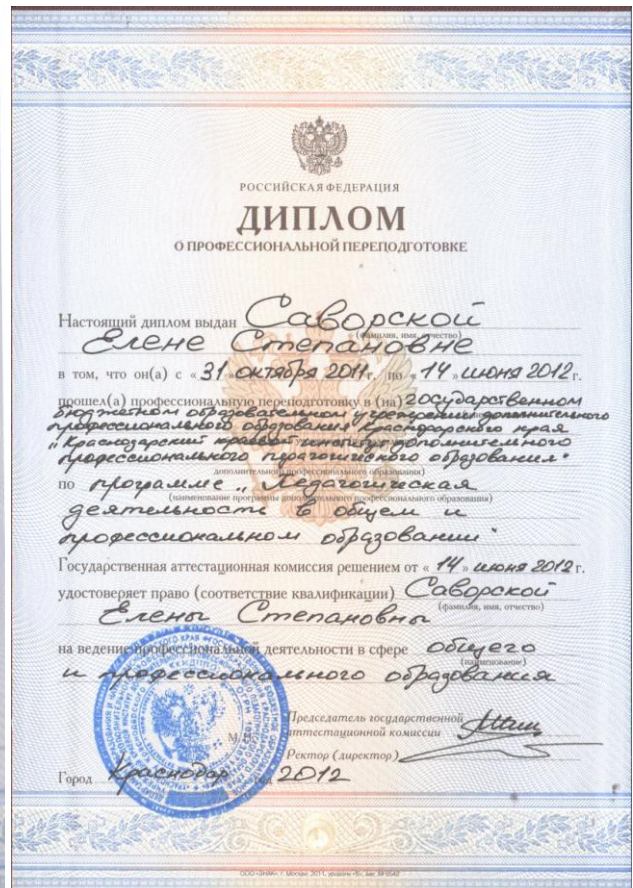 РОССИЙСКАЯ ФЕДЕРАЦИЯ
ДИПЛОМ
О ПРОФЕССИОНАЛЬНОЙ ПЕРЕПОДГОТОВКЕ
Настоящий диплом выдан Саворской
(фамилия, имя, отчество)
Елене Степановне
в том, что он(а) с «31» октября 2011 г. по «14» июня 2012 г.
прошел(а) профессиональную переподготовку в (на) государственном
бюджетном образовательном учреждении дополнительного
профессионального образования Краснодарского края
"Краснодарский краевой институт дополнительного
профессионального педагогического образования"
дополнительного профессионального образования)
по программе "Педагогическая
(наименование программы дополнительного профессионального образования)
деятельность в общем и
профессиональном образовании"
Государственная аттестационная комиссия решением от «14» июня 2012 г.
удостоверяет право (соответствие квалификации) Саворской
(фамилия, имя, отчество)
Елены Степановны
на ведение профессиональной деятельности в сфере общего
(наименование)
и профессионального образования
Председатель государственной
аттестационной комиссии
Ректор (директор)
Город Краснодар год 2012